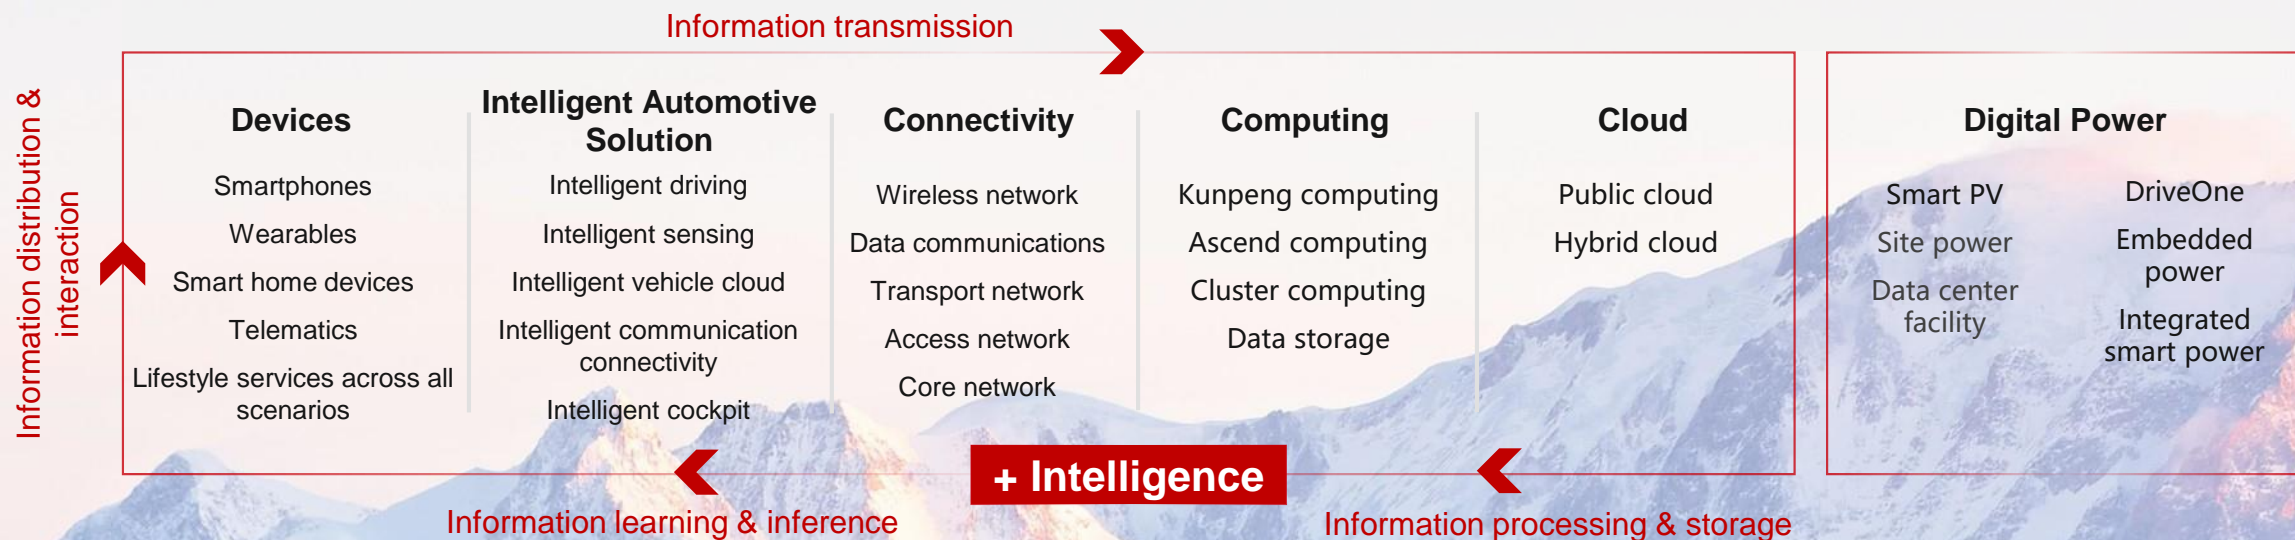 Information transmission
Information distribution &
interaction
Devices
Smartphones
Wearables
Smart home devices
Telematics
Lifestyle services across all
scenarios
Intelligent Automotive
Solution
Intelligent driving
Intelligent sensing
Intelligent vehicle cloud
Intelligent communication
connectivity
Intelligent cockpit
Connectivity
Wireless network
Data communications
Transport network
Access network
Core network
Computing
Kunpeng computing
Ascend computing
Cluster computing
Data storage
Cloud
Public cloud
Hybrid cloud
Digital Power
Smart PV
Site power
Data center
facility
DriveOne
Embedded
power
Integrated
smart power
+ Intelligence
Information learning & inference
Information processing & storage